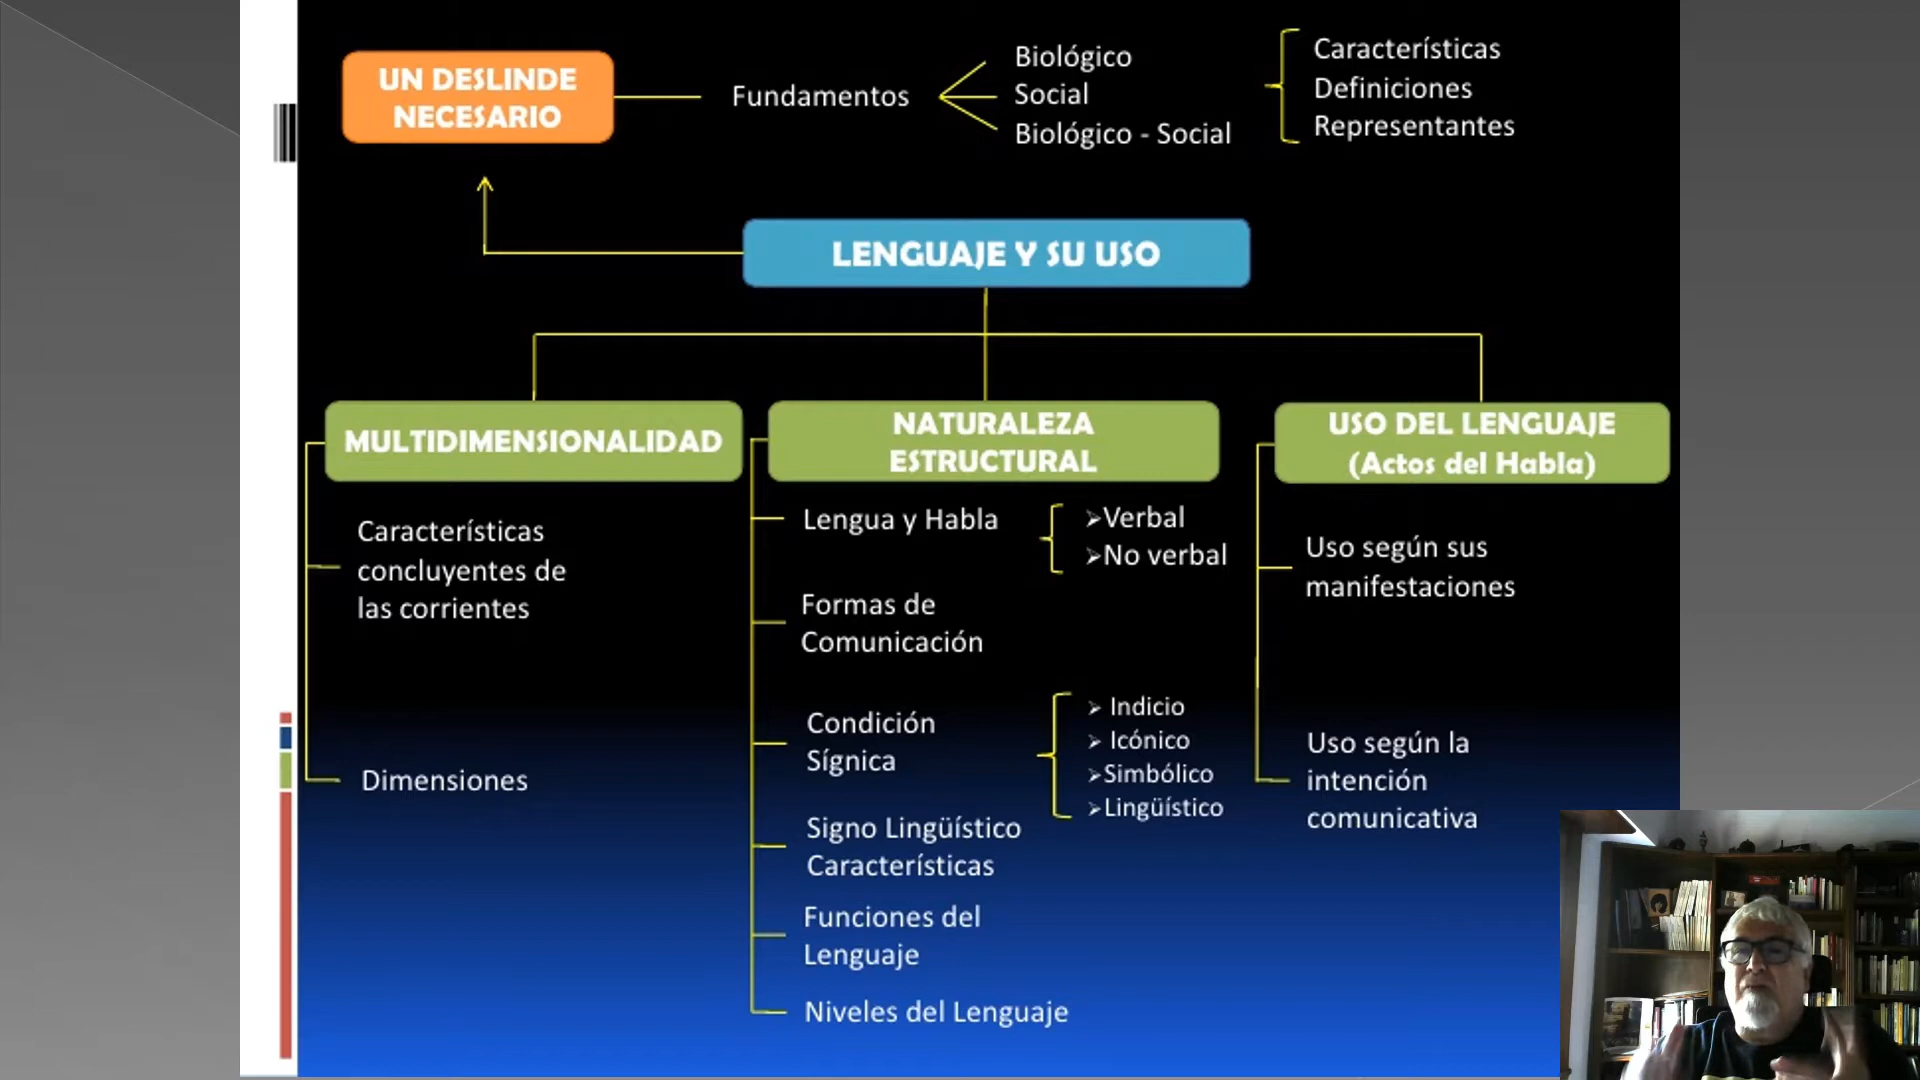 UN DESLINDE
NECESARIO
Fundamentos
Biológico
Social
Biológico - Social
Características
Definiciones
Representantes
LENGUAJE Y SU USO
MULTIDIMENSIONALIDAD
Características
concluyentes de
las corrientes
Dimensiones
NATURALEZA
ESTRUCTURAL
Lengua y Habla
➢Verbal
➢No verbal
Formas de
Comunicación
Condición
Sígnica
➢ Indicio
➢ Icónico
➢Simbólico
➢Lingüístico
Signo Lingüístico
Características
Funciones del
Lenguaje
Niveles del Lenguaje
USO DEL LENGUAJE
(Actos del Habla)
Uso según sus
manifestaciones
Uso según la
intención
comunicativa